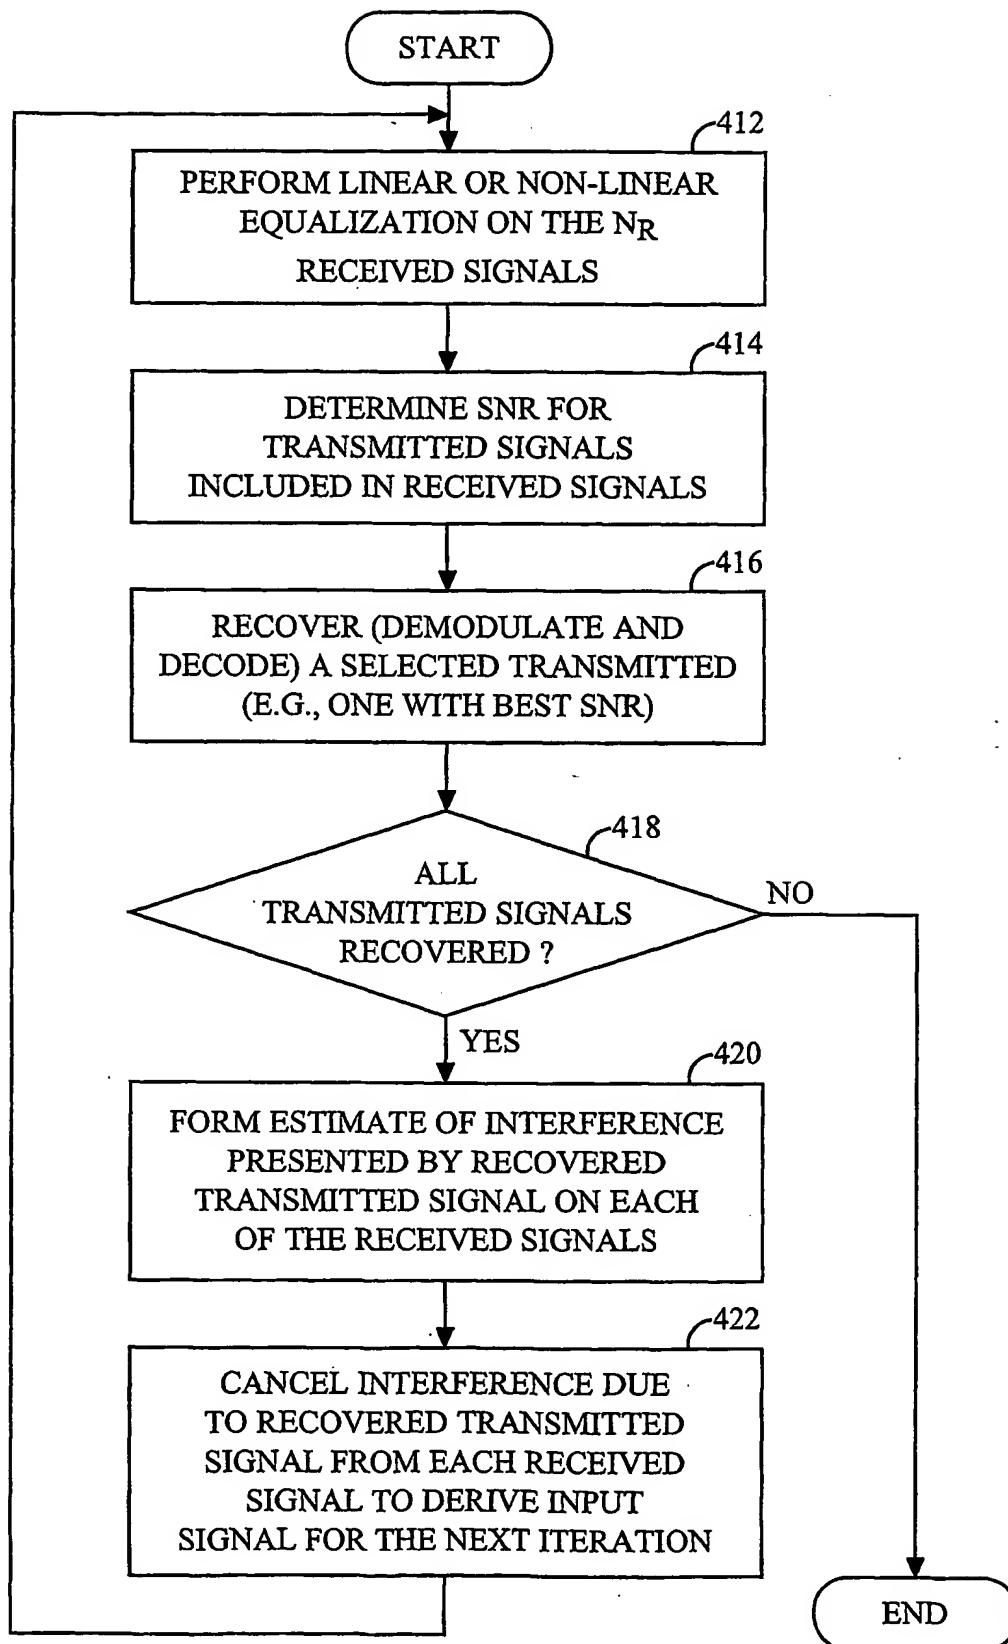 START
412
PERFORM LINEAR OR NON-LINEAR
EQUALIZATION ON THE NR
RECEIVED SIGNALS
414
DETERMINE SNR FOR
TRANSMITTED SIGNALS
INCLUDED IN RECEIVED SIGNALS
416
RECOVER (DEMODULATE AND
DECODE) A SELECTED TRANSMITTED
(E.G., ONE WITH BEST SNR)
418
ALL
TRANSMITTED SIGNALS
RECOVERED ?
NO
YES
420
FORM ESTIMATE OF INTERFERENCE
PRESENTED BY RECOVERED
TRANSMITTED SIGNAL ON EACH
OF THE RECEIVED SIGNALS
422
CANCEL INTERFERENCE DUE
TO RECOVERED TRANSMITTED
SIGNAL FROM EACH RECEIVED
SIGNAL TO DERIVE INPUT
SIGNAL FOR THE NEXT ITERATION
END